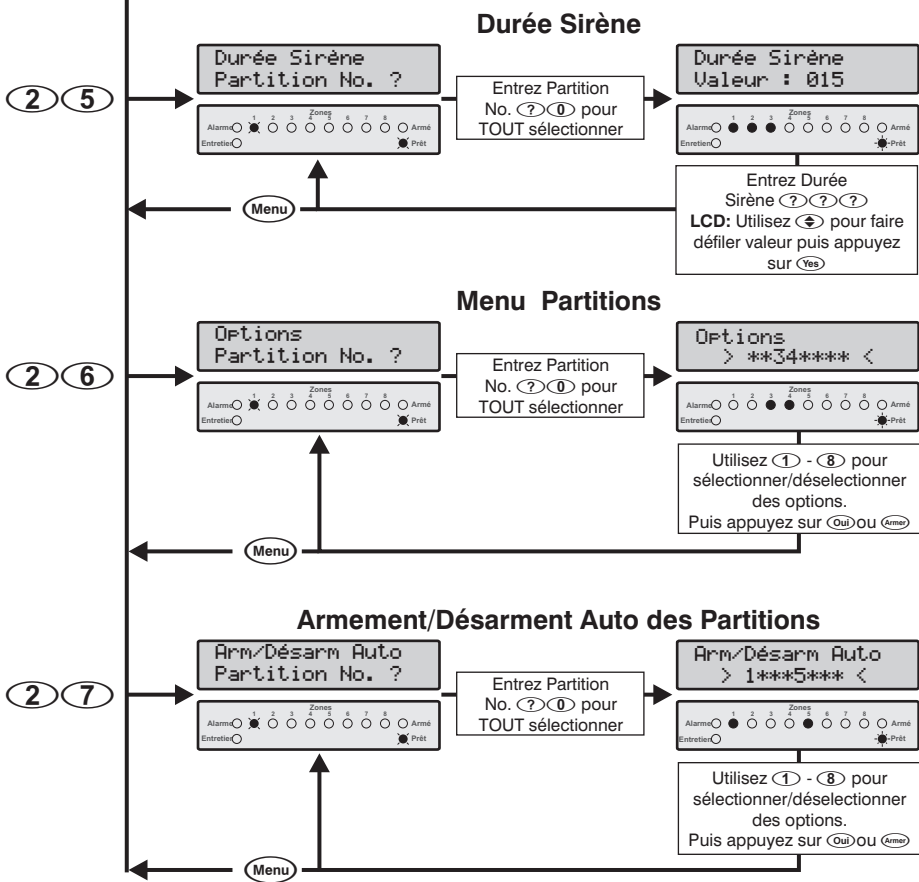 Durée Sirène
2 5
Durée Sirène
Partition No. ?
Zones
1 2 3 4 5 6 7 8
Alarme Armé
Entretien Prêt
Entrez Partition
No. ? 0 pour
TOUT sélectionner
Durée Sirène
Valeur : 015
Zones
1 2 3 4 5 6 7 8
Alarme Armé
Entretien Prêt
Entrez Durée
Sirène ? ? ?
LCD: Utilisez pour faire
défiler valeur puis appuyez
sur Yes
Menu
Menu Partitions
2 6
Options
Partition No. ?
Zones
1 2 3 4 5 6 7 8
Alarme Armé
Entretien Prêt
Entrez Partition
No. ? 0 pour
TOUT sélectionner
Options
> **34**** <
Zones
1 2 3 4 5 6 7 8
Alarme Armé
Entretien Prêt
Utilisez 1 - 8 pour
sélectionner/déselectionner
des options.
Puis appuyez sur Oui ou Armer
Menu
Armement/Désarment Auto des Partitions
2 7
Arm/Désarm Auto
Partition No. ?
Zones
1 2 3 4 5 6 7 8
Alarme Armé
Entretien Prêt
Entrez Partition
No. ? 0 pour
TOUT sélectionner
Arm/Désarm Auto
> 1***5*** <
Zones
1 2 3 4 5 6 7 8
Alarme Armé
Entretien Prêt
Utilisez 1 - 8 pour
sélectionner/déselectionner
des options.
Puis appuyez sur Oui ou Armer
Menu